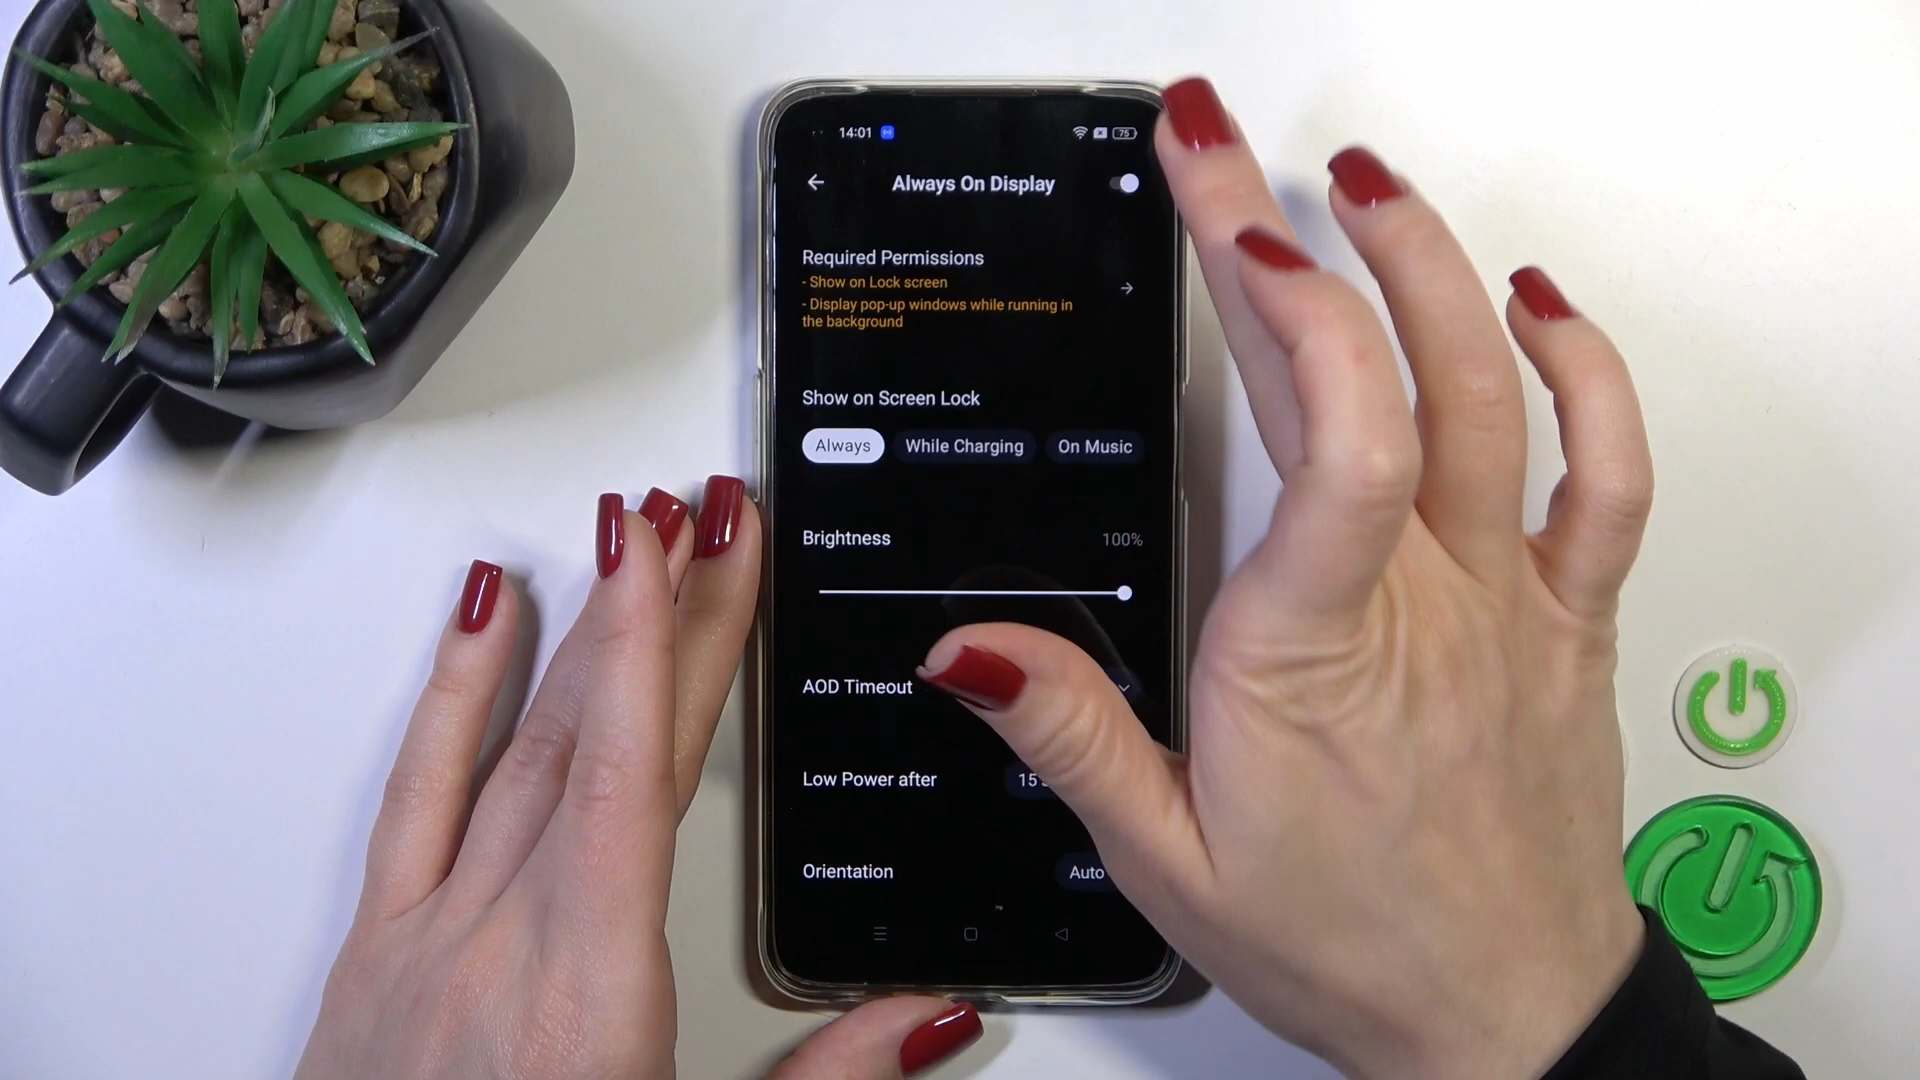 14:01
75
Always On Display
Required Permissions
- Show on Lock screen
- Display pop-up windows while running in
the background
Show on Screen Lock
Always While Charging On Music
Brightness 100%
AOD Timeout
Low Power after 15
Orientation Auto